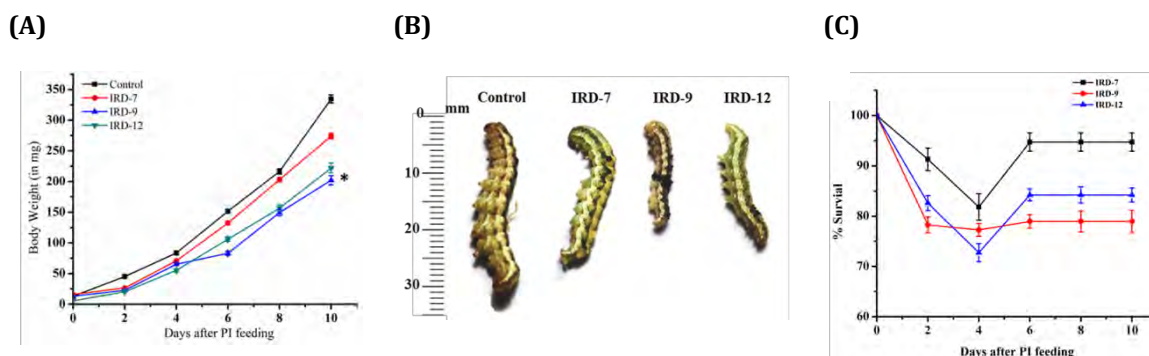 (A)
(B)
(C)
Control
IRD-7
IRD-9
IRD-12
Body Weight (in mg)
350
300
250
200
150
100
50
0
*
0 2 4 6 8 10
Days after PI feeding
Control IRD-7 IRD-9 IRD-12
0 mm
10
20
30
IRD-7
IRD-9
IRD-12
% Survial
100
90
80
70
60
0 2 4 6 8 10
Days after PI feeding